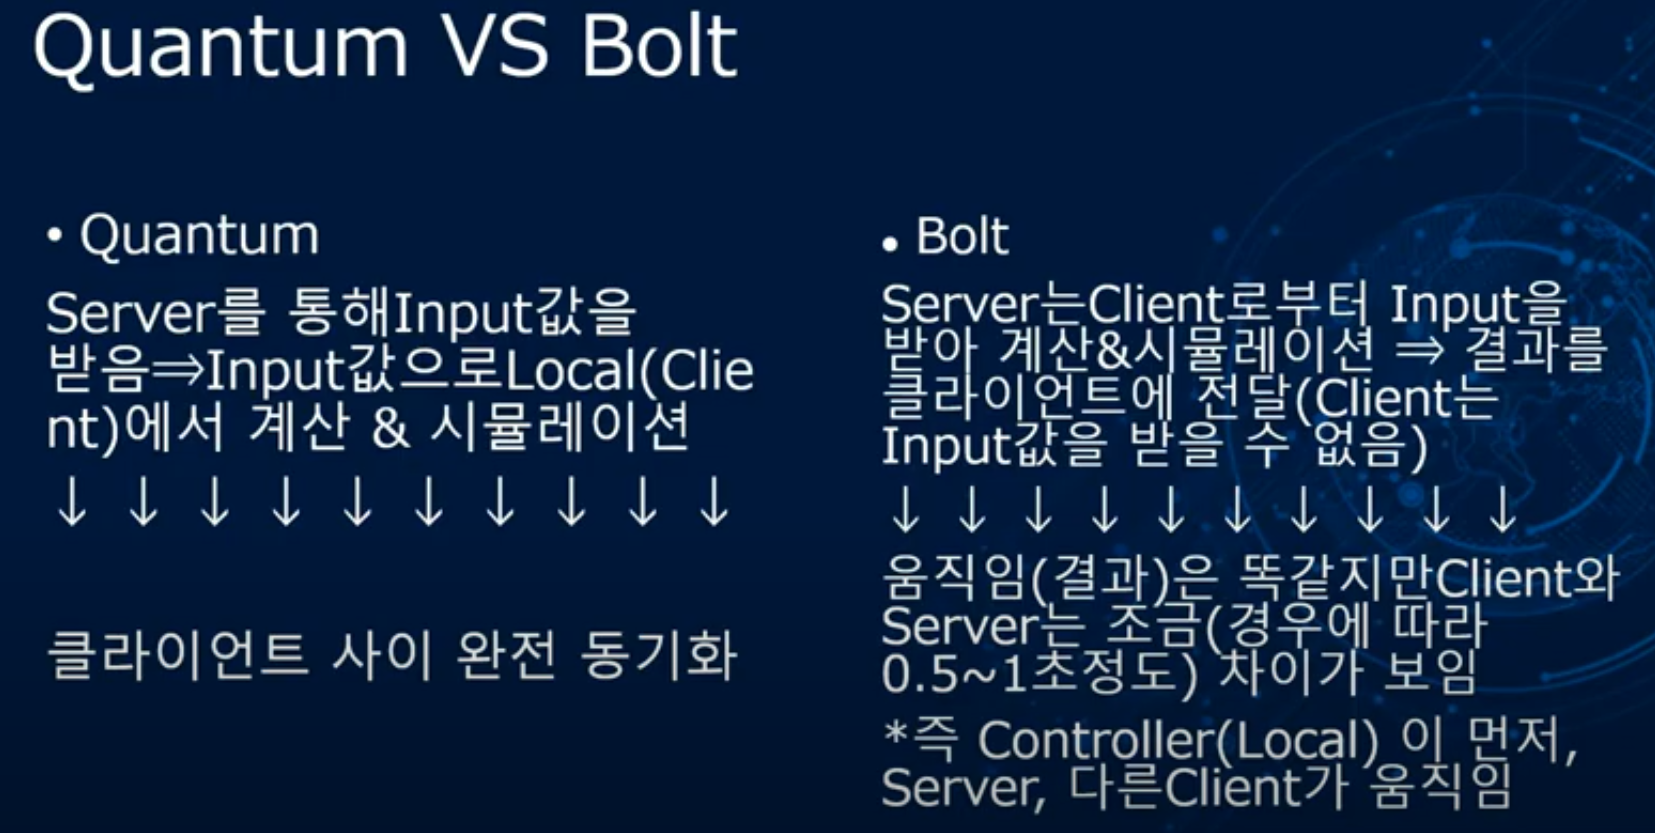 Quantum VS Bolt
• Quantum
Server를 통해Input값을
받음⇒Input값으로Local(Clie
nt)에서 계산 & 시뮬레이션
↓ ↓ ↓ ↓ ↓ ↓ ↓ ↓ ↓ ↓
클라이언트 사이 완전 동기화
• Bolt
Server는Client로부터 Input을
받아 계산&시뮬레이션 ⇒ 결과를
클라이언트에 전달(Client는
Input값을 받을 수 없음)
↓ ↓ ↓ ↓ ↓ ↓ ↓ ↓ ↓ ↓
움직임(결과)은 똑같지만Client와
Server는 조금(경우에 따라
0.5~1초정도) 차이가 보임
*즉 Controller(Local) 이 먼저,
Server, 다른Client가 움직임